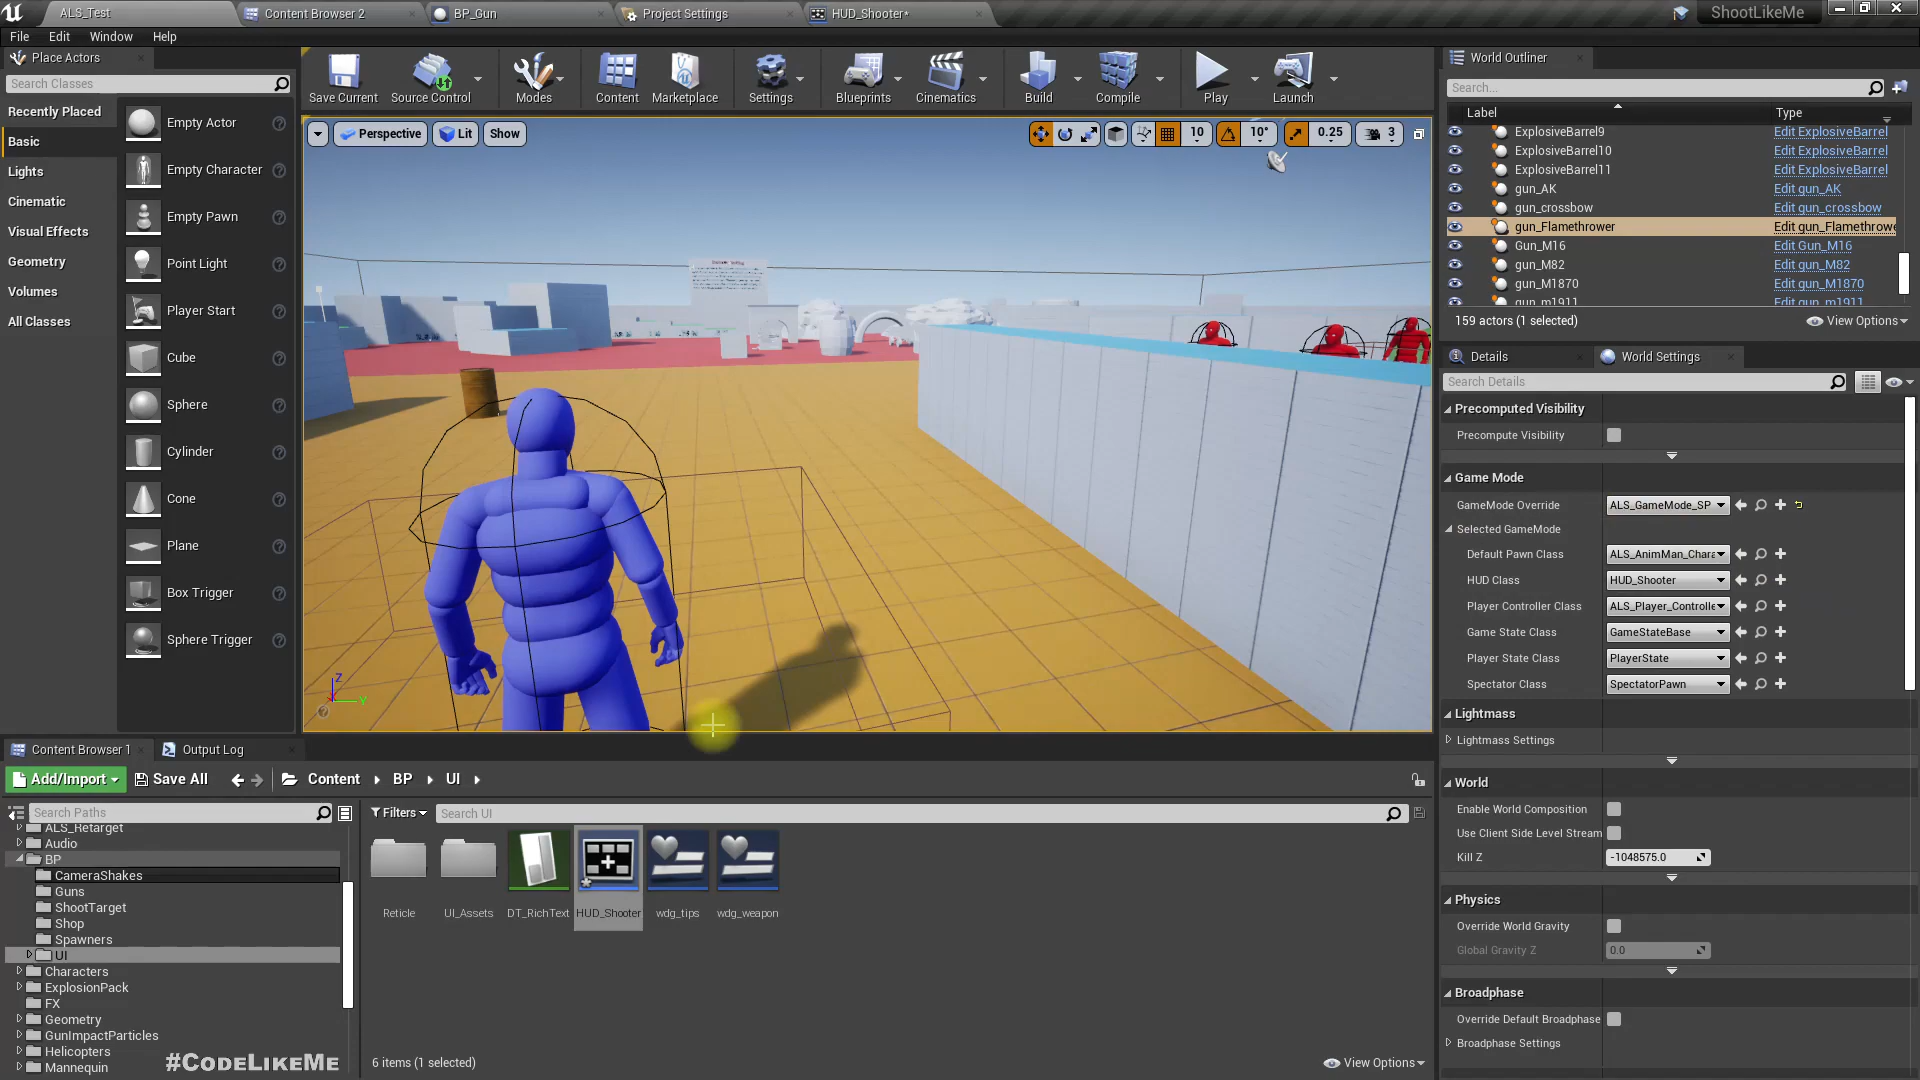 ALS_Test
Content Browser 2
BP_Gun
Project Settings
HUD_Shooter*
ShootLikeMe
File Edit Window Help
Place Actors
Search Classes
Recently Placed
Basic
Lights
Cinematic
Visual Effects
Geometry
Volumes
All Classes
Empty Actor
Empty Character
Empty Pawn
Point Light
Player Start
Cube
Sphere
Cylinder
Cone
Plane
Box Trigger
Sphere Trigger
Save Current
Source Control
Modes
Content
Marketplace
Settings
Blueprints
Cinematics
Build
Compile
Play
Launch
Perspective
Lit
Show
10
10°
0.25
3
Z
Y
World Outliner
Search...
Label
Type
ExplosiveBarrel9 Edit ExplosiveBarrel
ExplosiveBarrel10 Edit ExplosiveBarrel
ExplosiveBarrel11 Edit ExplosiveBarrel
gun_AK Edit gun_AK
gun_crossbow Edit gun_crossbow
gun_Flamethrower Edit gun_Flamethrowe
Gun_M16 Edit Gun_M16
gun_M82 Edit gun_M82
gun_M1870 Edit gun_M1870
gun_m1911 Edit gun_m1911
159 actors (1 selected)
View Options
Details
World Settings
Search Details
Precomputed Visibility
Precompute Visibility
Game Mode
GameMode Override ALS_GameMode_SP
Selected GameMode
Default Pawn Class ALS_AnimMan_Chara
HUD Class HUD_Shooter
Player Controller Class ALS_Player_Controlle
Game State Class GameStateBase
Player State Class PlayerState
Spectator Class SpectatorPawn
Lightmass
Lightmass Settings
World
Enable World Composition
Use Client Side Level Stream
Kill Z -1048575.0
Physics
Override World Gravity
Global Gravity Z 0.0
Broadphase
Override Default Broadphase
Broadphase Settings
Content Browser 1
Output Log
Add/Import
Save All
Content
BP
UI
Search Paths
Filters
Search UI
ALS_Retarget
Audio
BP
CameraShakes
Guns
ShootTarget
Shop
Spawners
UI
Characters
ExplosionPack
FX
Geometry
GunImpactParticles
Helicopters
Mannequin
Reticle
UI_Assets
DT_RichText
HUD_Shooter
wdg_tips
wdg_weapon
#CodeLikeMe
6 items (1 selected)
View Options